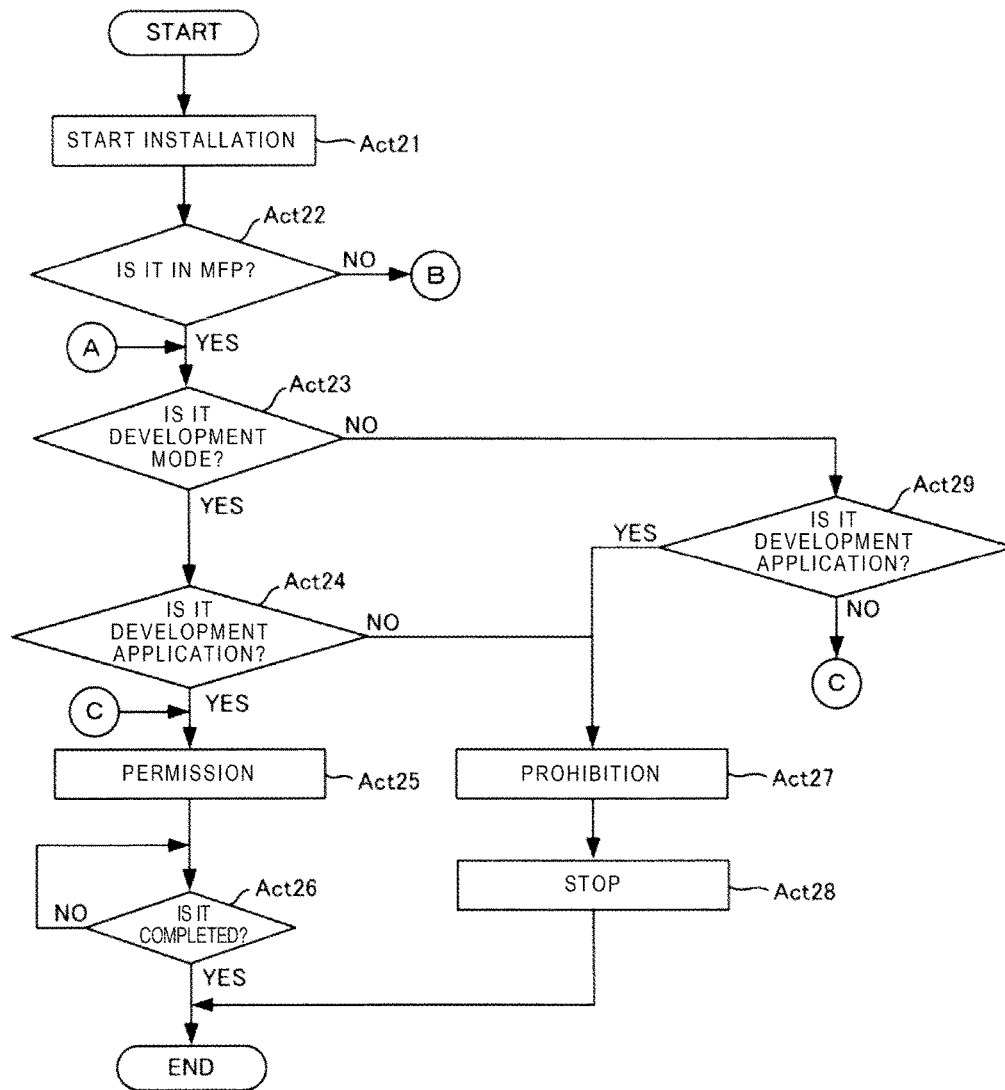 START
START INSTALLATION
Act21
Act22
IS IT IN MFP?
NO
B
A
YES
Act23
IS IT
DEVELOPMENT
MODE?
NO
YES
Act29
IS IT
DEVELOPMENT
APPLICATION?
YES
NO
C
Act24
IS IT
DEVELOPMENT
APPLICATION?
NO
YES
C
PERMISSION
Act25
PROHIBITION
Act27
STOP
Act28
Act26
IS IT
COMPLETED?
NO
YES
END